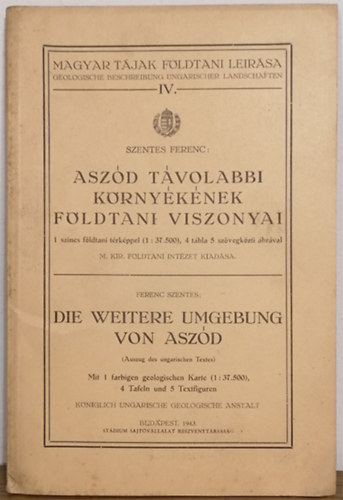 MAGYAR TÁJAK FÖLDTANI LEIRÁSA
GEOLOGISCHE BESCHREIBUNG UNGARISCHER LANDSCHAFTEN
IV.
SZENTES FERENC:
ASZÓD TÁVOLABBI
KÖRNYÉKÉNEK
FÖLDTANI VISZONYAI
1 szines földtani térképpel (1:37.500), 4 tábla 5 szövegközti ábrával
M. KIR. FÖLDTANI INTÉZET KIADÁSA.
FERENC SZENTES:
DIE WEITERE UMGEBUNG
VON ASZÓD
(Auszug des ungarischen Textes)
Mit 1 farbigen geologischen Karte (1:37.500),
4 Tafeln und 5 Textfiguren
KÖNIGLICH UNGARISCHE GEOLOGISCHE ANSTALT
BUDAPEST, 1943
STÁDIUM SAJTÓVÁLLALAT RÉSZVÉNYTÁRSASÁG